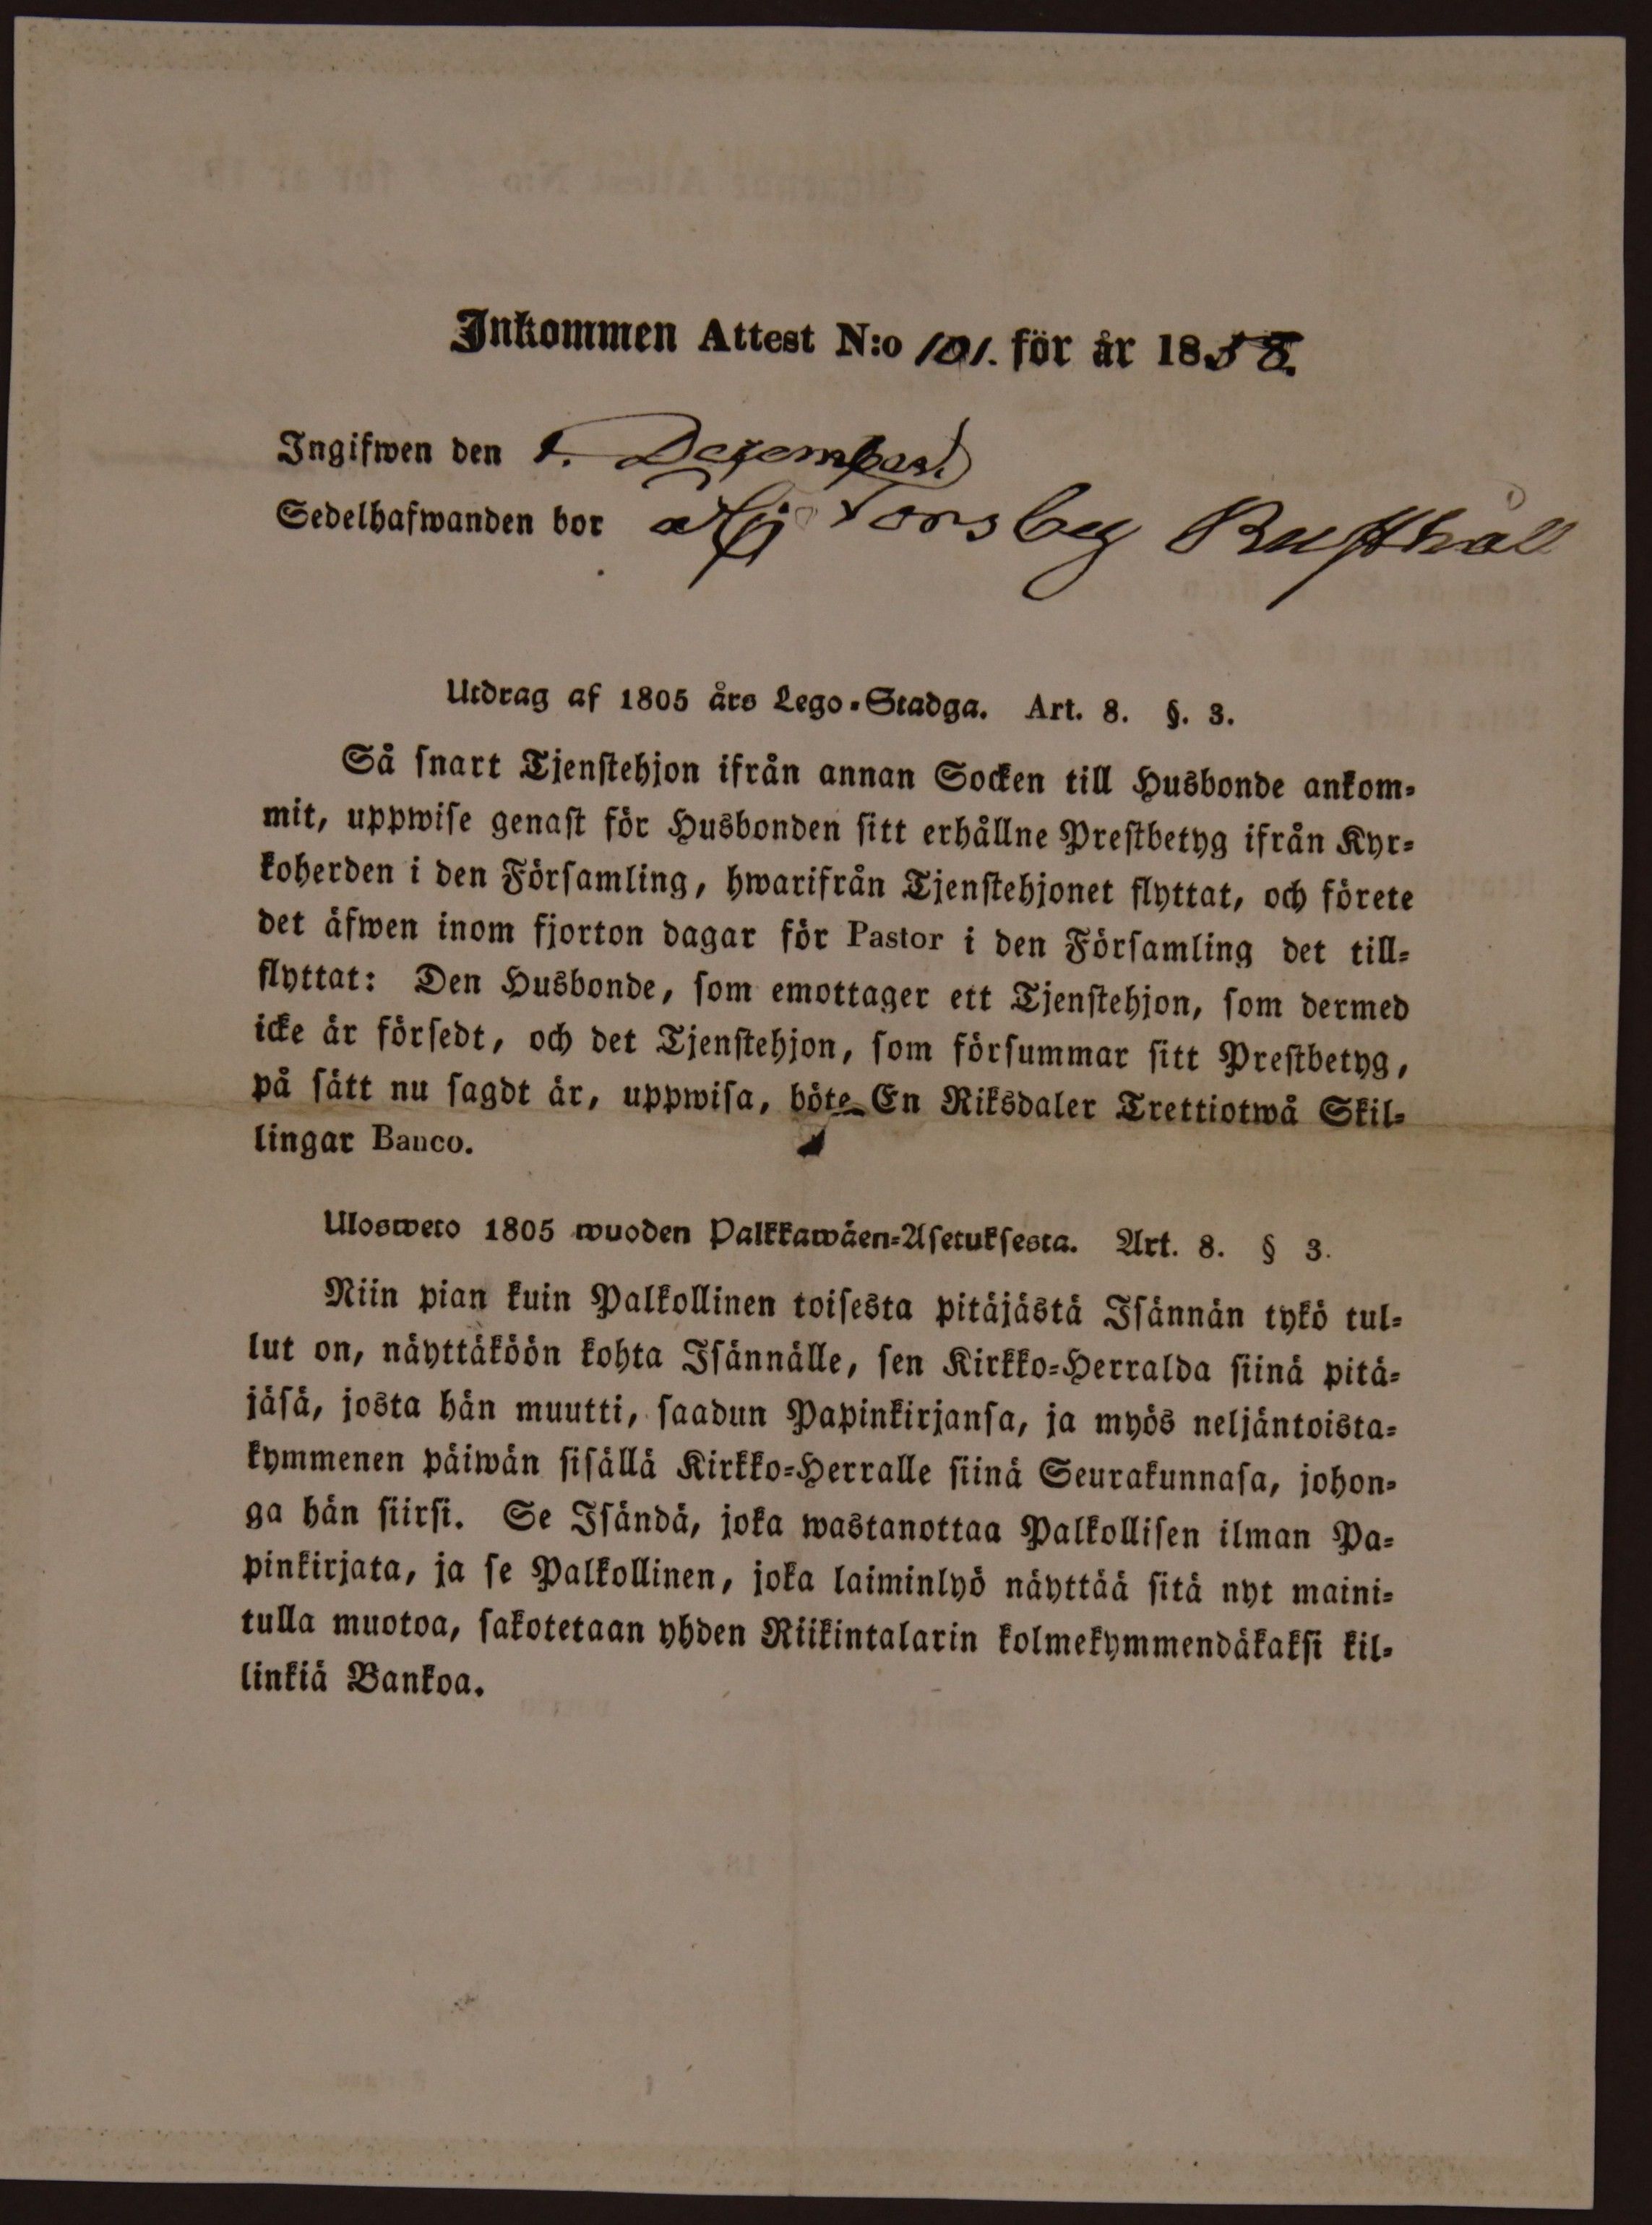 Inkommen Attest N:o 101. för år 1858.
Ingifwen den 1. December
Sedelhafwanden bor å Forsby Rusthåll
Utdrag af 1805 års Lego-Stadga. Art. 8. §. 3.
Så snart Tjenstehjon ifrån annan Socken till Husbonde ankom-
mit, uppwise genast för Husbonden sitt erhållne Prestbetyg ifrån Kyr-
koherden i den Församling, hwarifrån Tjenstehjonet flyttat, och förete
det äfwen inom fjorton dagar för Pastor i den Församling det till-
flyttat: Den Husbonde, som emottager ett Tjenstehjon, som dermed
icke är försedt, och det Tjenstehjon, som försummar sitt Prestbetyg,
på sätt nu sagdt är, uppwisa, böte En Riksdaler Trettiotwå Skil-
lingar Banco.
Ulosweto 1805 wuoden Palkkawäen-Asetuksesta. Art. 8. § 3.
Niin pian kuin Palkollinen toisesta pitäjästä Isännän tykö tul-
lut on, näyttäköön kohta Isännälle, sen Kirkko-Herralda siinä pitä-
jäsä, josta hän muutti, saadun Papinkirjansa, ja myös neljäntoista-
kymmenen päiwän sisällä Kirkko-Herralle siinä Seurakunnasa, johon-
ga hän siirsi. Se Isändä, joka wastanottaa Palkollisen ilman Pa-
pinkirjata, ja se Palkollinen, joka laiminlyö näyttää sitä nyt maini-
tulla muotoa, sakotetaan yhden Riikintalarin kolmekymmendäkaksi kil-
linkiä Bankoa.